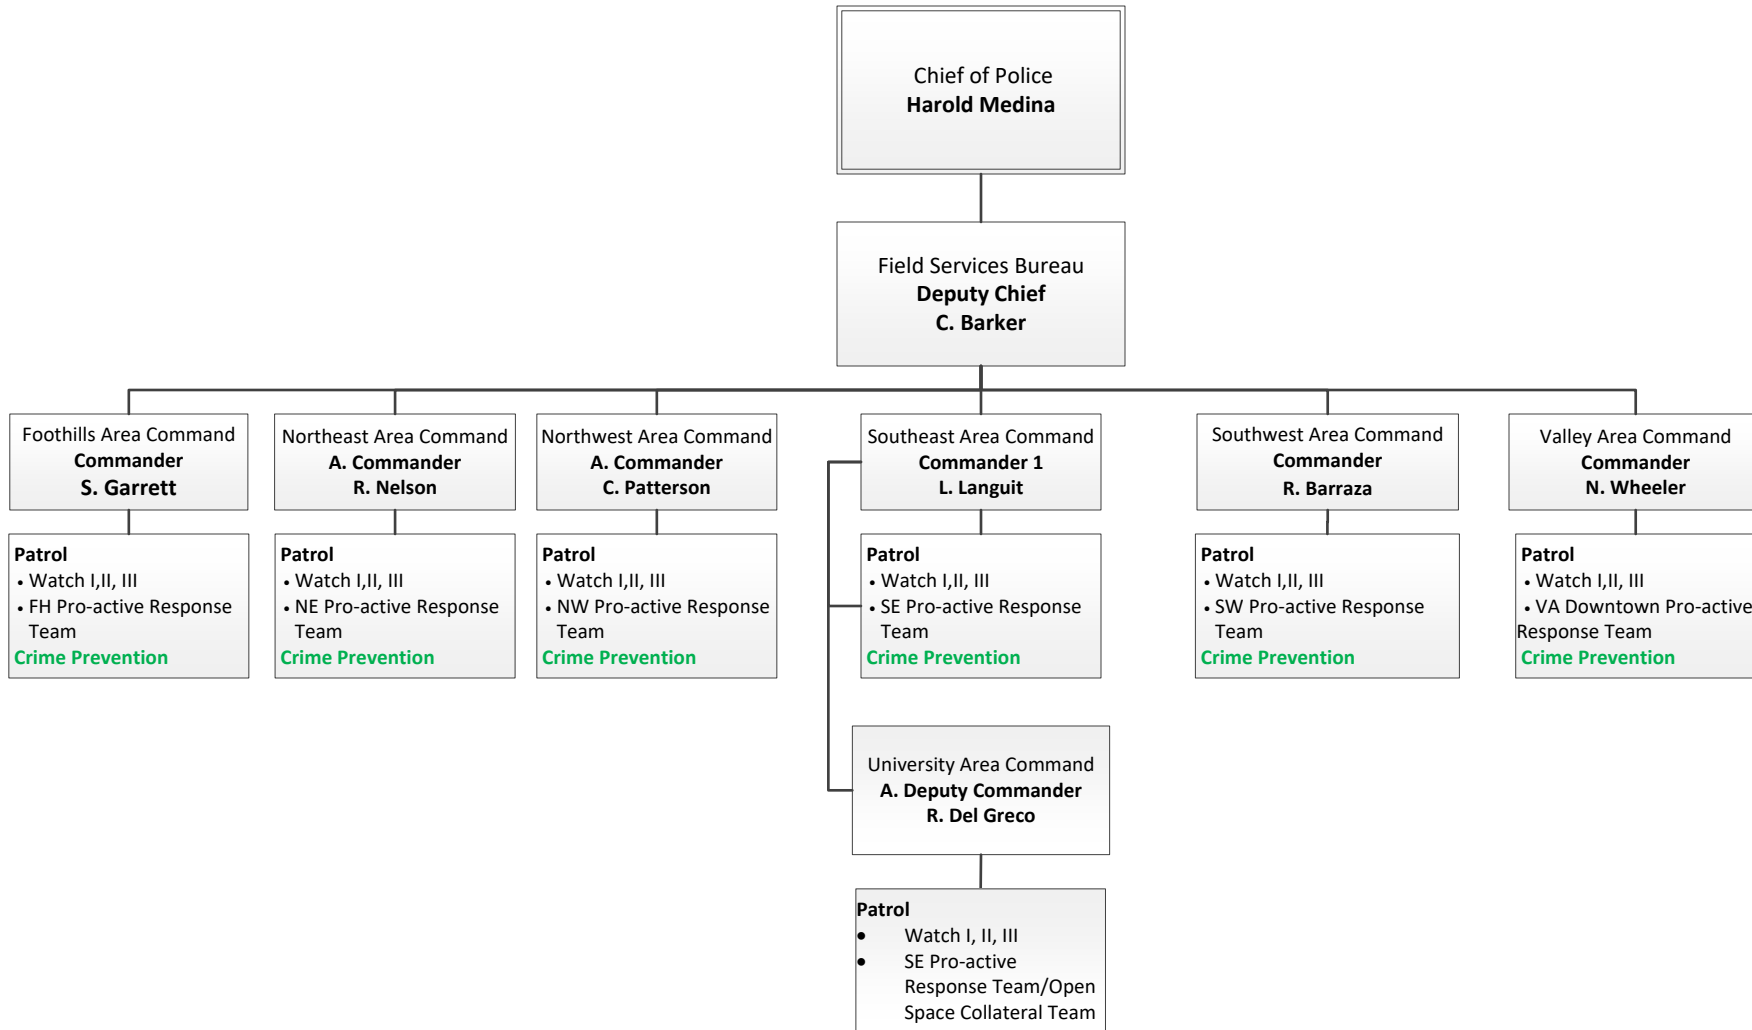 Chief of Police
Harold Medina
Field Services Bureau
Deputy Chief
C. Barker
Foothills Area Command
Commander
S. Garrett
Northeast Area Command
A. Commander
R. Nelson
Northwest Area Command
A. Commander
C. Patterson
Southeast Area Command
Commander 1
L. Languit
Southwest Area Command
Commander
R. Barraza
Valley Area Command
Commander
N. Wheeler
Patrol
• Watch I,II, III
• FH Pro-active Response
Team
Crime Prevention
Patrol
• Watch I,II, III
• NE Pro-active Response
Team
Crime Prevention
Patrol
• Watch I,II, III
• NW Pro-active Response
Team
Crime Prevention
Patrol
• Watch I,II, III
• SE Pro-active Response
Team
Crime Prevention
Patrol
• Watch I,II, III
• SW Pro-active Response
Team
Crime Prevention
Patrol
• Watch I,II, III
• VA Downtown Pro-active
Response Team
Crime Prevention
University Area Command
A. Deputy Commander
R. Del Greco
Patrol
• Watch I, II, III
• SE Pro-active
Response Team/Open
Space Collateral Team